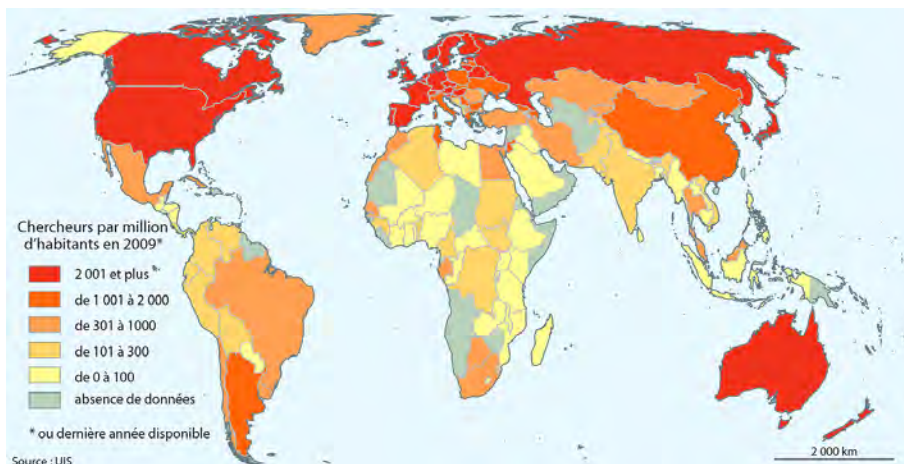 Chercheurs par million
d'habitants en 2009*
2 001 et plus
de 1 001 à 2 000
de 301 à 1000
de 101 à 300
de 0 à 100
absence de données
* ou dernière année disponible
Source : UIS
2 000 km